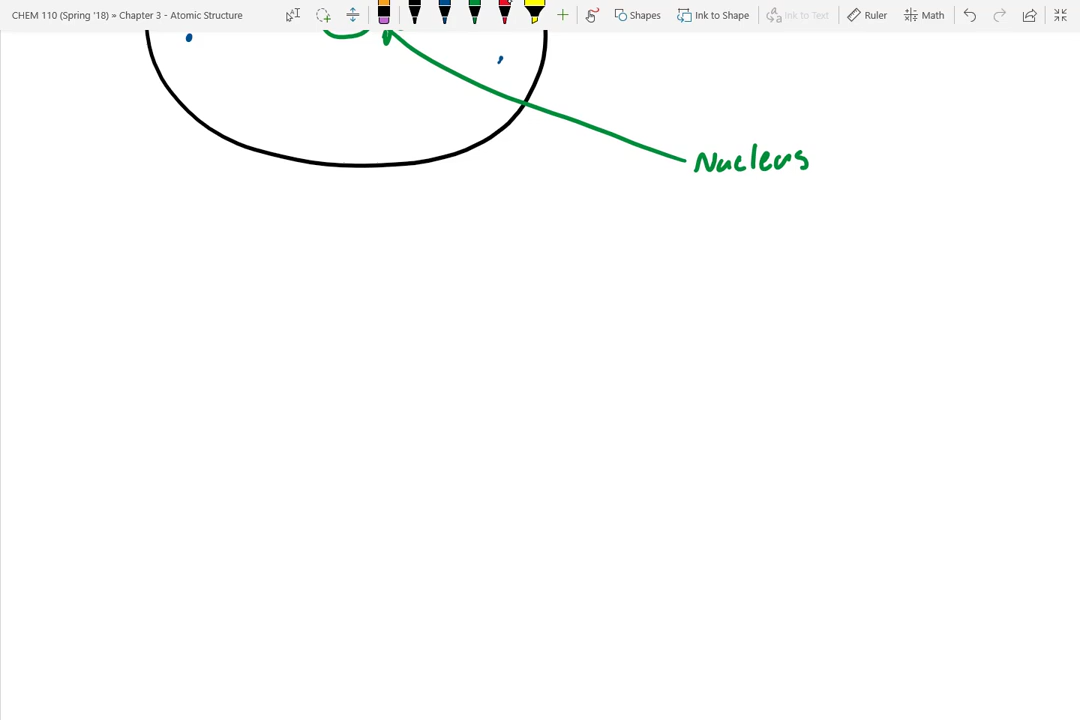 CHEM 110 (Spring '18) » Chapter 3 - Atomic Structure Shapes Ink to Shape Ink to Text Ruler Math
Nucleus